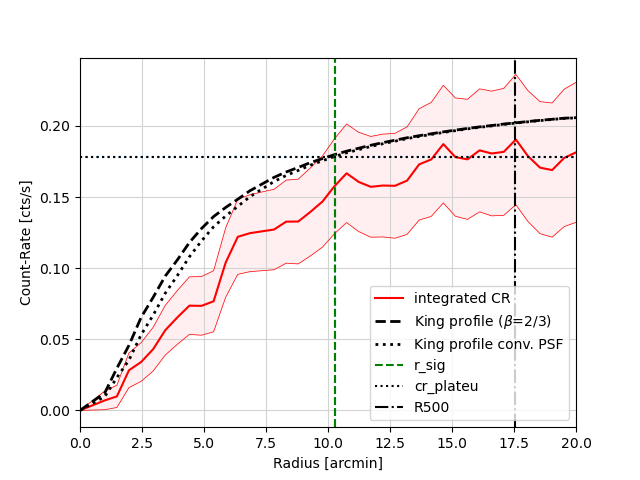 0.20
0.15
0.10
0.05
0.00
Count-Rate [cts/s]
integrated CR
King profile (β=2/3)
King profile conv. PSF
r_sig
cr_plateu
R500
0.0 2.5 5.0 7.5 10.0 12.5 15.0 17.5 20.0
Radius [arcmin]